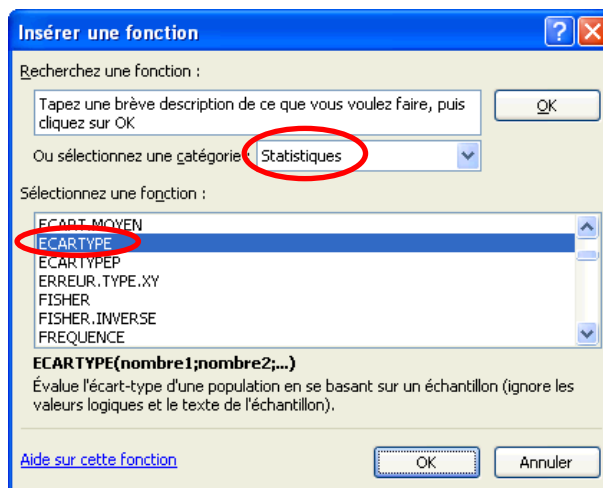 Insérer une fonction
Recherchez une fonction :
Tapez une brève description de ce que vous voulez faire, puis
cliquez sur OK
OK
Ou sélectionnez une catégorie : Statistiques
Sélectionnez une fonction :
ECART.MOYEN
ECARTYPE
ECARTYPEP
ERREUR.TYPE.XY
FISHER
FISHER.INVERSE
FREQUENCE
ECARTYPE(nombre1;nombre2;...)
Évalue l'écart-type d'une population en se basant sur un échantillon (ignore les
valeurs logiques et le texte de l'échantillon).
Aide sur cette fonction
OK
Annuler